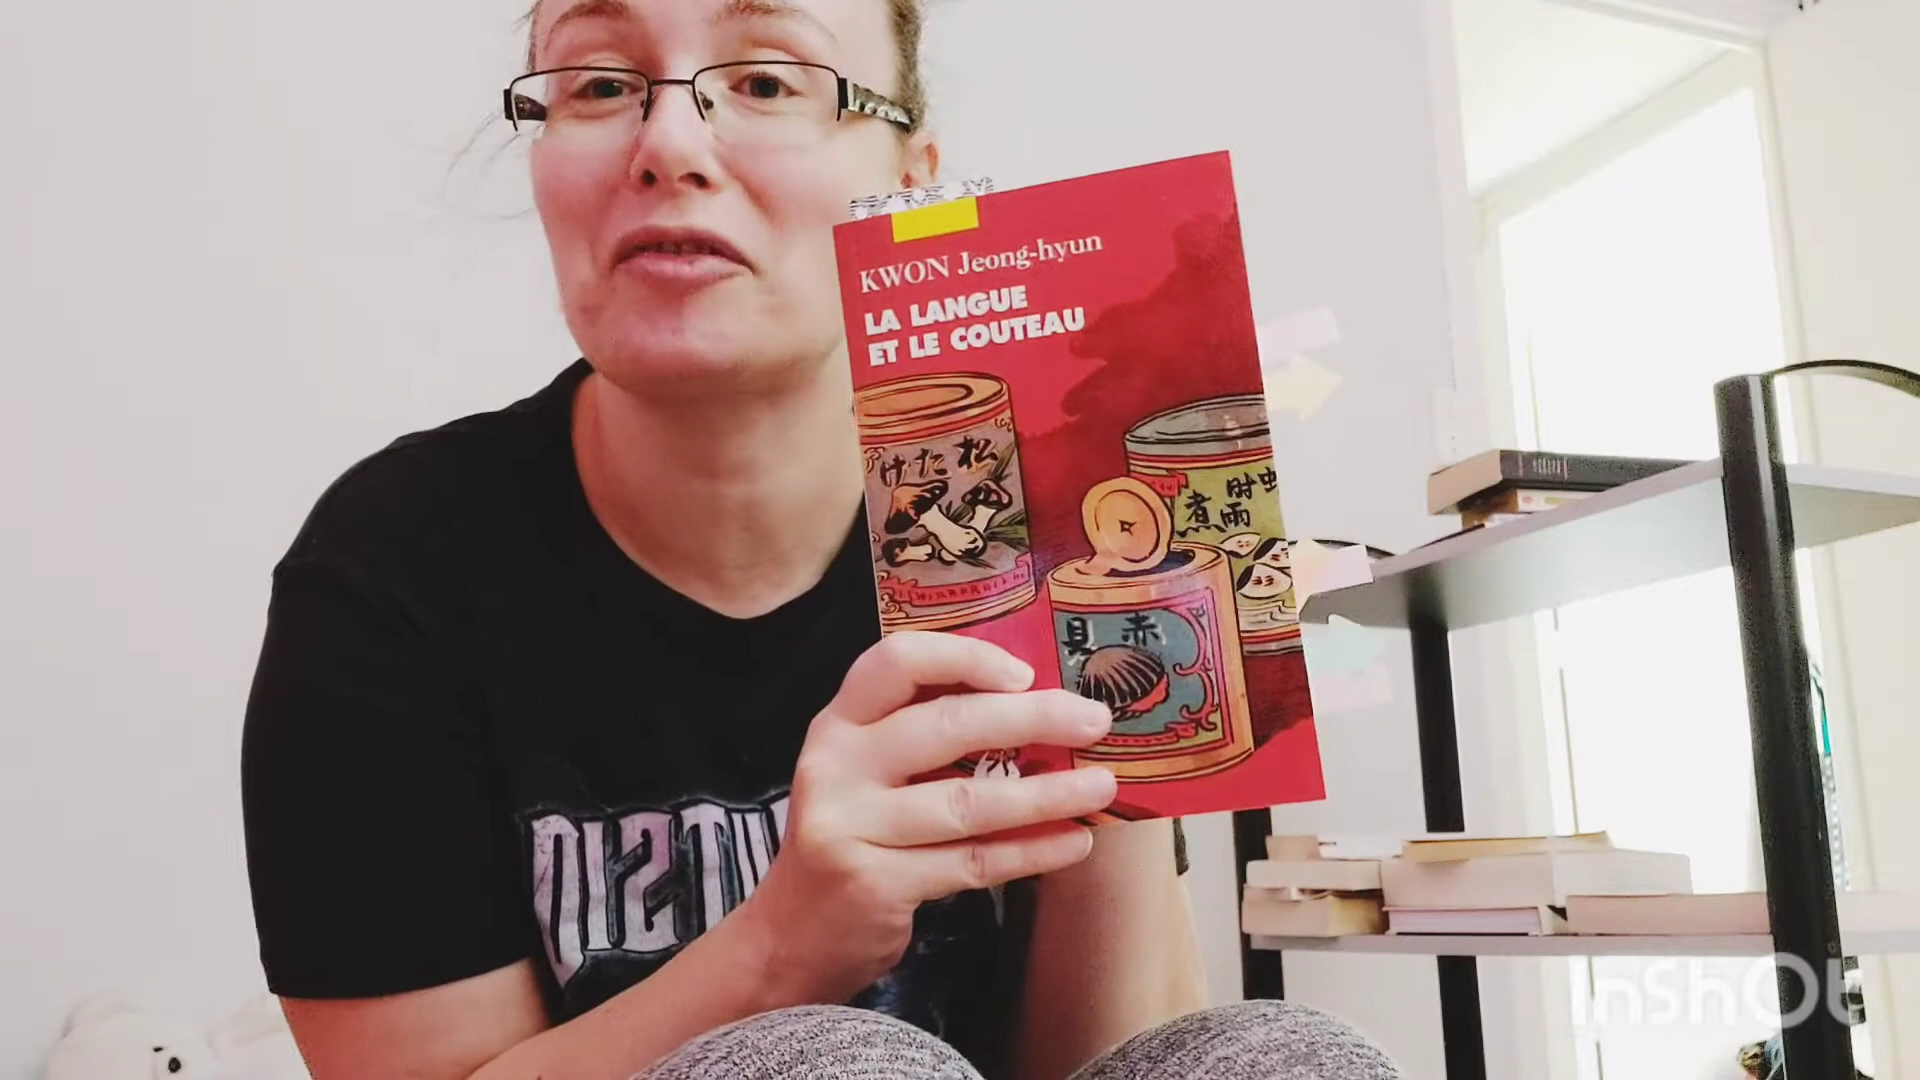 KWON Jeong-hyun
LA LANGUE
ET LE COUTEAU
けた松
時雨
煮
貝 赤
InShOt